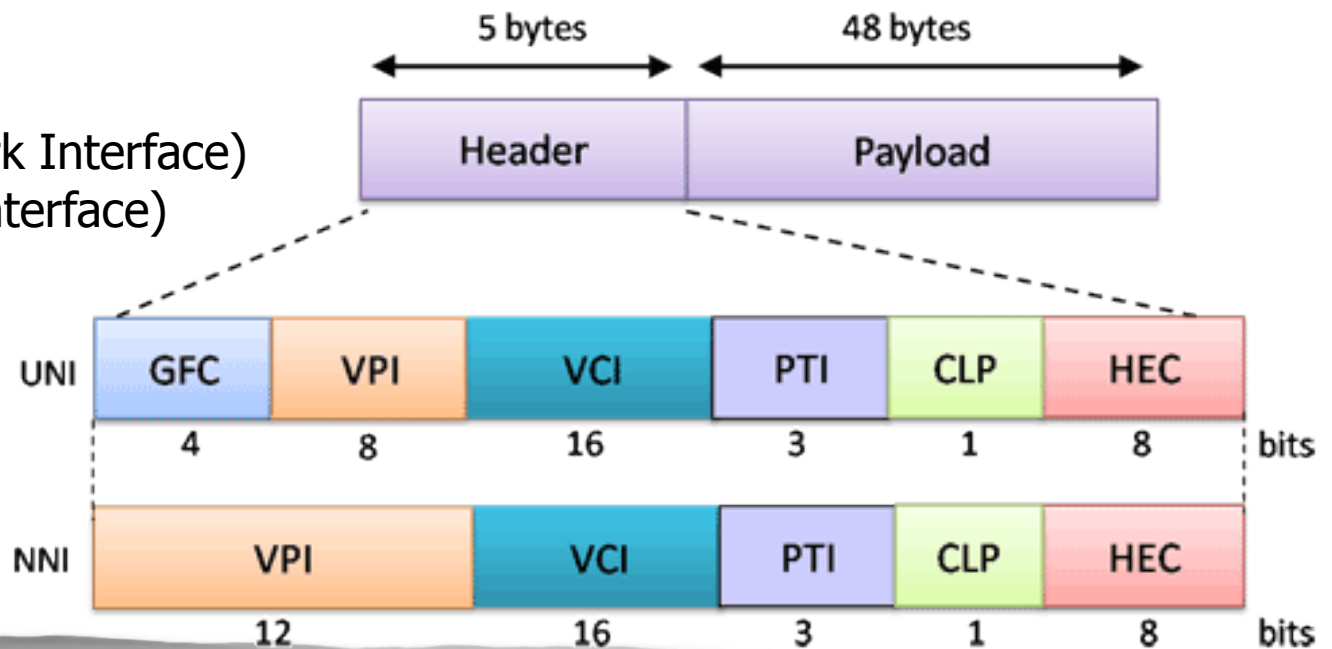 5 bytes 48 bytes
rk Interface)
Header Payload
nterface)
UNI GFC VPI VCI PTI CLP HEC
4 8 16 3 1 8 bits
NNI VPI VCI PTI CLP HEC
12 16 3 1 8 bits